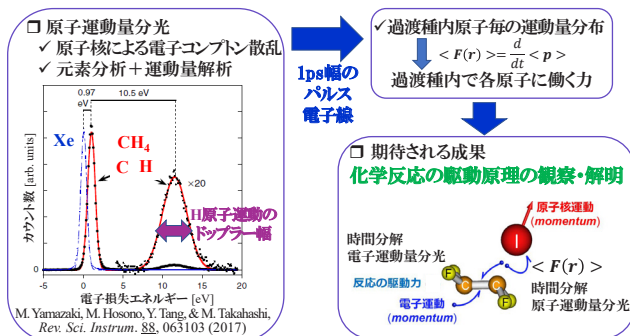 ❐ 原子運動量分光
✓ 原子核による電子コンプトン散乱
✓ 元素分析＋運動量解析
0.97
eV
10.5 eV
Xe
CH4
C H
×20
H原子運動の
ドップラー幅
カウント数 [arb. units]
-5 0 5 10 15 20
電子損失エネルギー [eV]
M. Yamazaki, M. Hosono, Y. Tang, & M. Takahashi,
Rev. Sci. Instrum. 88, 063103 (2017)
1ps幅の
パルス
電子線
✓過渡種内原子毎の運動量分布
< F(r) >= d/dt < p >
過渡種内で各原子に働く力
❐ 期待される成果
化学反応の駆動原理の観察・解明
原子核運動
(momentum)
I
時間分解
電子運動量分光
F
C C
F
反応の駆動力
< F(r) >
電子運動
(momentum)
時間分解
原子運動量分光